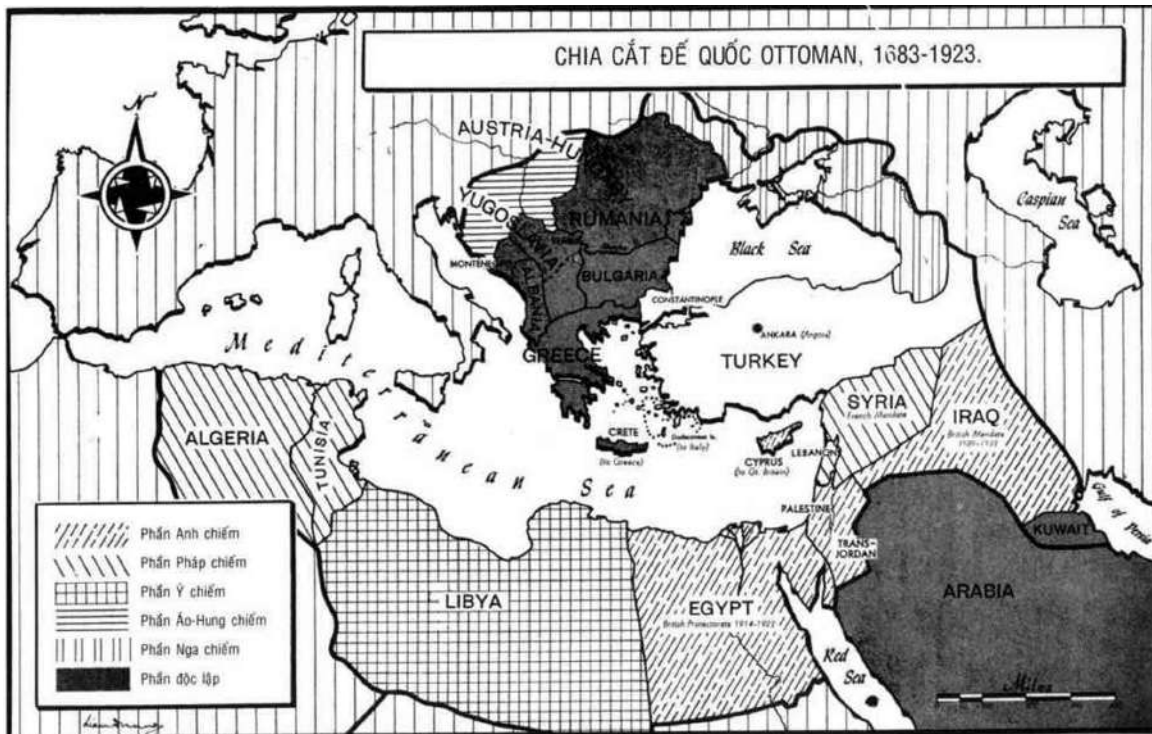 CHIA CẮT ĐẾ QUỐC OTTOMAN, 1683-1923.
N
AUSTRIA-HU
YUGOSLAVIA
RUMANIA
MONTENEGRO
ALBANIA
BULGARIA
GREECE
Black Sea
Caspian
Sea
CONSTANTINOPLE
ANKARA (Angora)
TURKEY
Mediterranean Sea
ALGERIA
TUNISIA
CRETE
(to Greece)
Dodecanese Is.
(to Italy)
CYPRUS
(to Gt. Britain)
LEBANON
SYRIA
French Mandate
IRAQ
British Mandate
PALESTINE
TRANS-
JORDAN
KUWAIT
Gulf of Persia
ARABIA
LIBYA
EGYPT
British Protectorate 1914-1922
Red
Sea
Miles
Phần Anh chiếm
Phần Pháp chiếm
Phần Ý chiếm
Phần Áo-Hung chiếm
Phần Nga chiếm
Phần độc lập